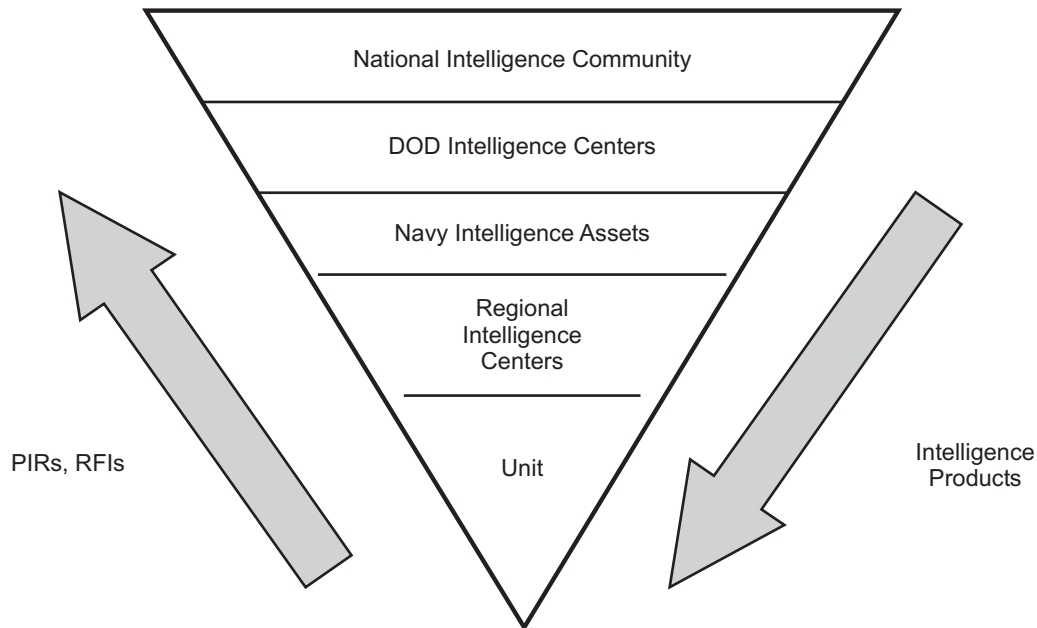 National Intelligence Community
DOD Intelligence Centers
Navy Intelligence Assets
Regional
Intelligence
Centers
Unit
PIRs, RFIs
Intelligence
Products